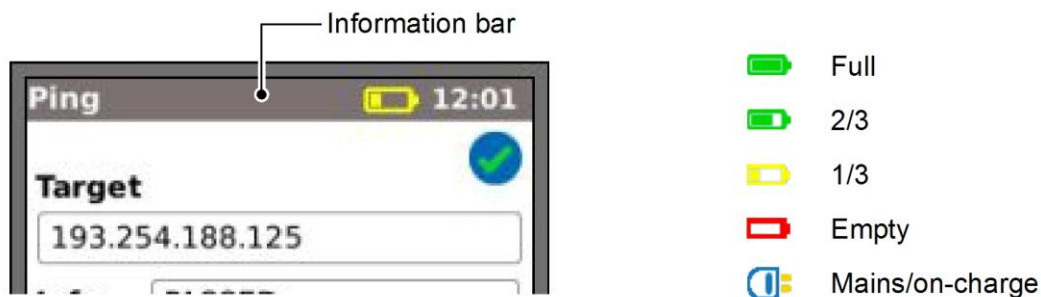 Information bar
Ping 12:01
Target
193.254.188.125
Full
2/3
1/3
Empty
Mains/on-charge